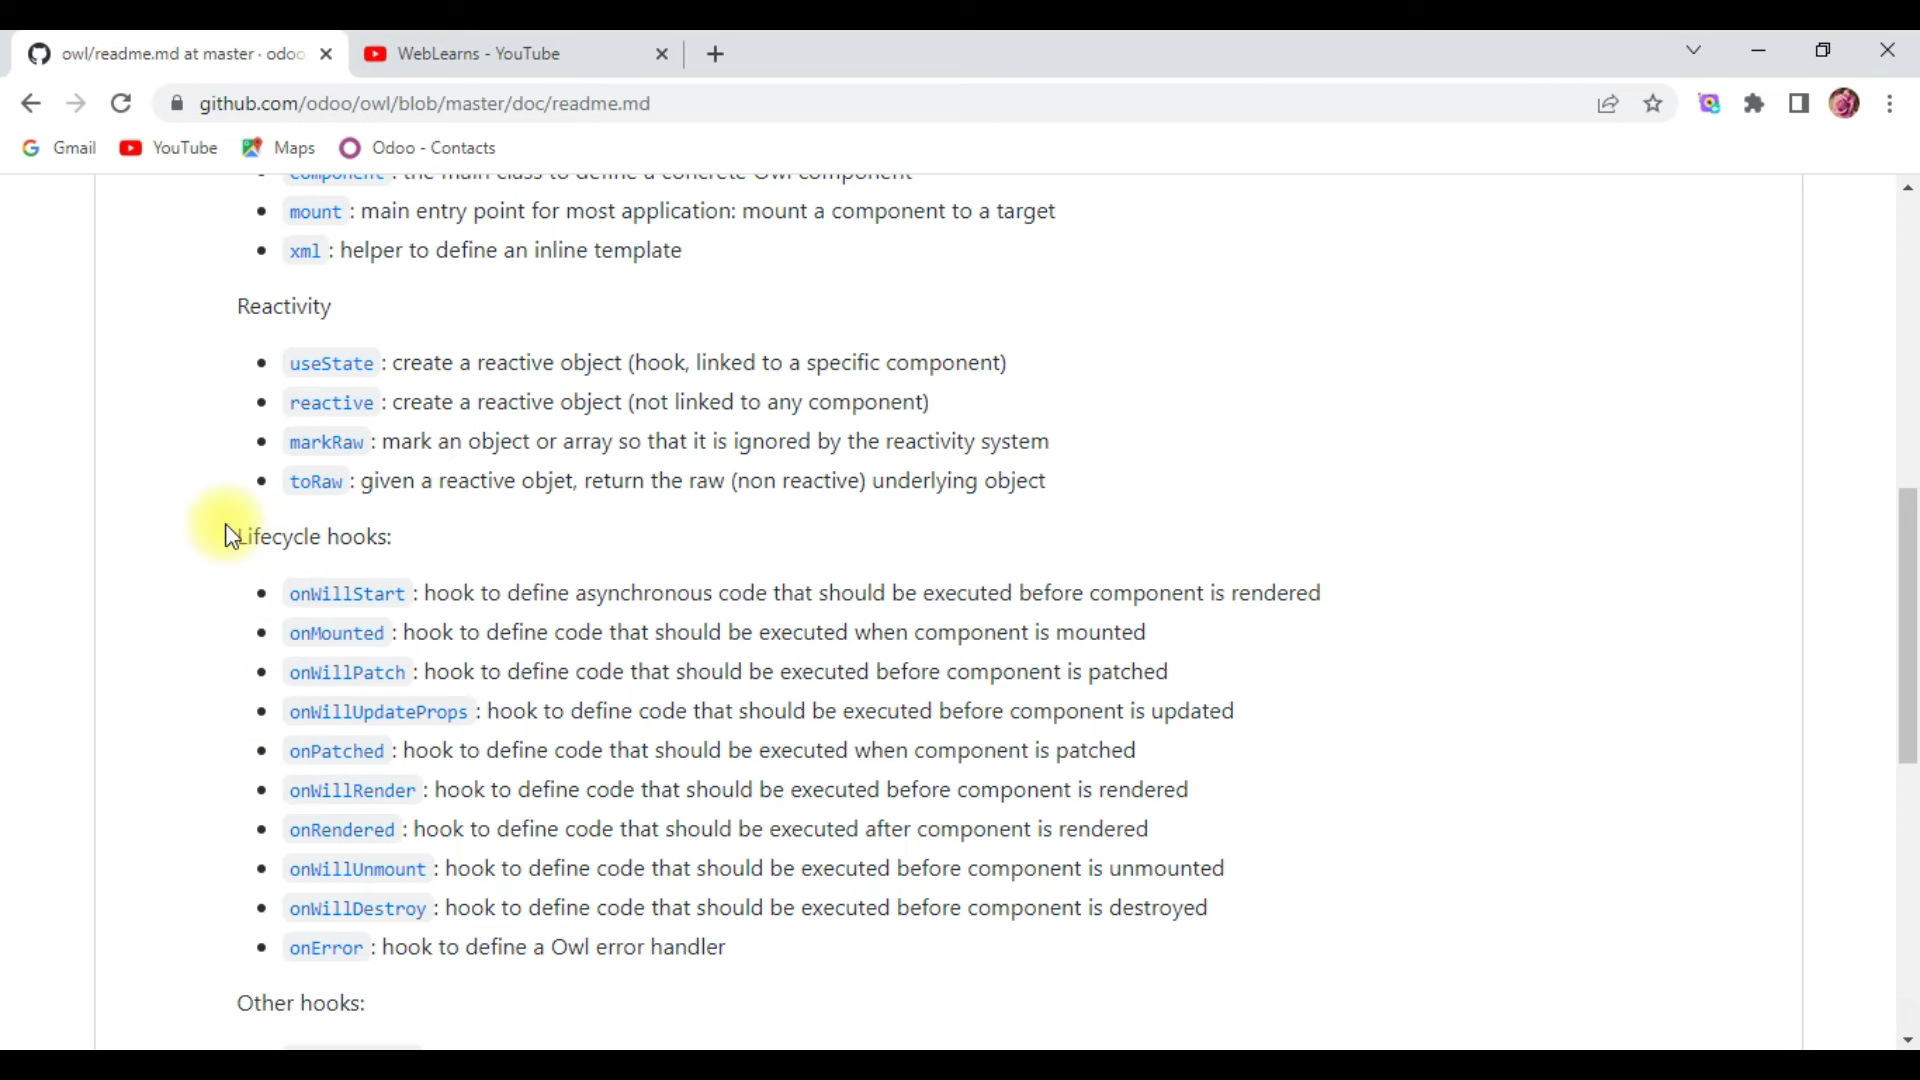 owl/readme.md at master · odoo
WebLearns - YouTube
github.com/odoo/owl/blob/master/doc/readme.md
Gmail
YouTube
Maps
Odoo - Contacts
Component : the main class to define a concrete Owl component
mount : main entry point for most application: mount a component to a target
xml : helper to define an inline template
Reactivity
useState : create a reactive object (hook, linked to a specific component)
reactive : create a reactive object (not linked to any component)
markRaw : mark an object or array so that it is ignored by the reactivity system
toRaw : given a reactive objet, return the raw (non reactive) underlying object
Lifecycle hooks:
onWillStart : hook to define asynchronous code that should be executed before component is rendered
onMounted : hook to define code that should be executed when component is mounted
onWillPatch : hook to define code that should be executed before component is patched
onWillUpdateProps : hook to define code that should be executed before component is updated
onPatched : hook to define code that should be executed when component is patched
onWillRender : hook to define code that should be executed before component is rendered
onRendered : hook to define code that should be executed after component is rendered
onWillUnmount : hook to define code that should be executed before component is unmounted
onWillDestroy : hook to define code that should be executed before component is destroyed
onError : hook to define a Owl error handler
Other hooks: